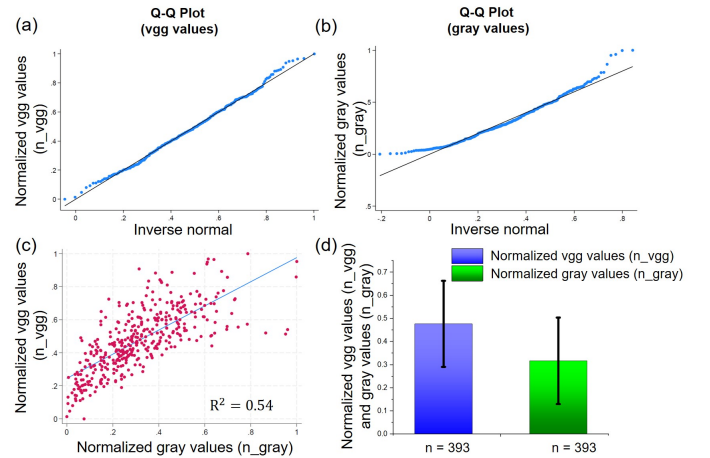 (a)
Q-Q Plot
(vgg values)
Normalized vgg values
(n_vgg)
1
.8
.6
.4
.2
0
0
.2
.4
.6
.8
1
Inverse normal
(b)
Q-Q Plot
(gray values)
Normalized gray values
(n_gray)
1
.5
0
.5
-.2
0
.2
.4
.6
.8
Inverse normal
(c)
Normalized vgg values
(n_vgg)
1
.8
.6
.4
.2
0
R² = 0.54
0
.2
.4
.6
.8
1
Normalized gray values (n_gray)
(d)
Normalized vgg values (n_vgg)
Normalized gray values (n_gray)
Normalized vgg values (n_vgg)
and gray values (n_gray)
0.7
0.6
0.5
0.4
0.3
0.2
0.1
0.0
n = 393
n = 393